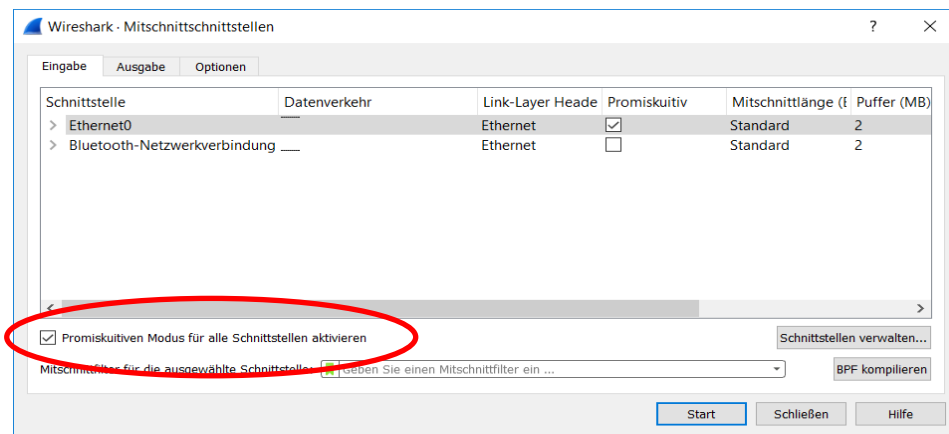 Wireshark · Mitschnittschnittstellen ?
Eingabe Ausgabe Optionen
Schnittstelle Datenverkehr Link-Layer Heade Promiskuitiv Mitschnittlänge (E Puffer (MB)
Ethernet0 Ethernet Standard 2
Bluetooth-Netzwerkverbindung Ethernet Standard 2
Promiskuitiven Modus für alle Schnittstellen aktivieren Schnittstellen verwalten...
Mitschnittfilter für die ausgewählte Schnittstelle: Geben Sie einen Mitschnittfilter ein ... BPF kompilieren
Start Schließen Hilfe